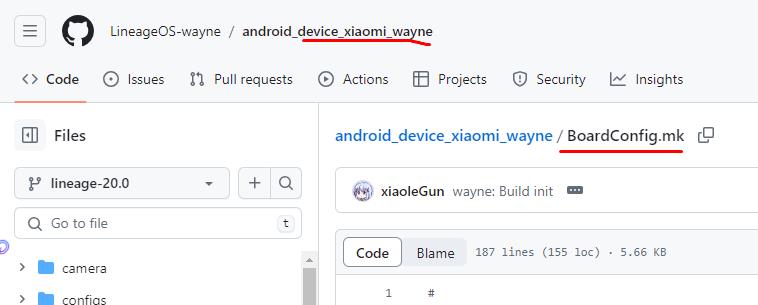 LineageOS-wayne / android_device_xiaomi_wayne
Code Issues Pull requests Actions Projects Security Insights
Files
android_device_xiaomi_wayne / BoardConfig.mk
lineage-20.0
xiaoleGun wayne: Build init
Go to file t
Code Blame 187 lines (155 loc) · 5.66 KB
camera
1 #
configs